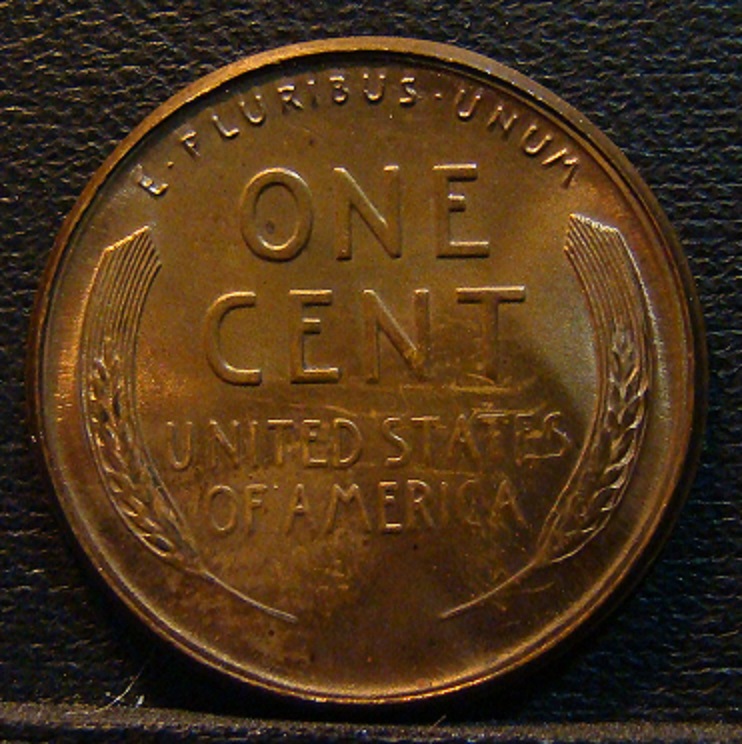 E·PLURIBUS·UNUM
ONE
CENT
UNITED STATES
OF AMERICA